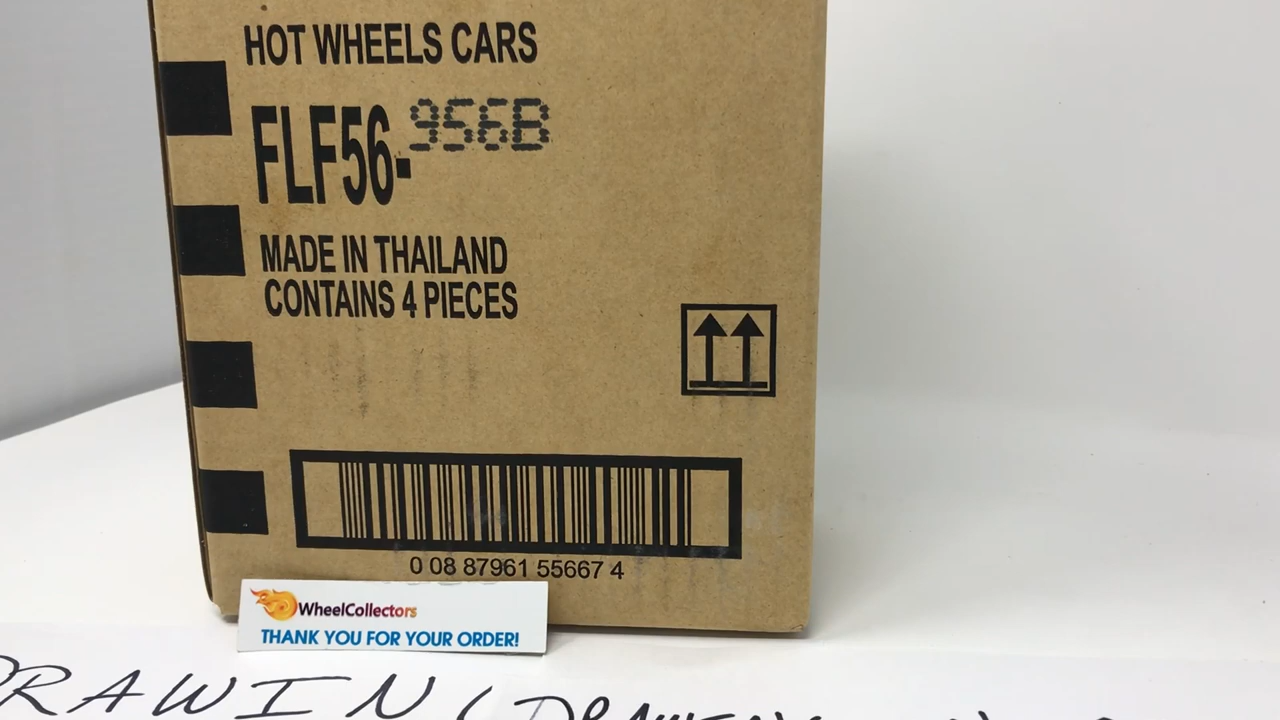 HOT WHEELS CARS
FLF56-956B
MADE IN THAILAND
CONTAINS 4 PIECES
0 08 87961 55667 4
WheelCollectors
THANK YOU FOR YOUR ORDER!
DRAWIN